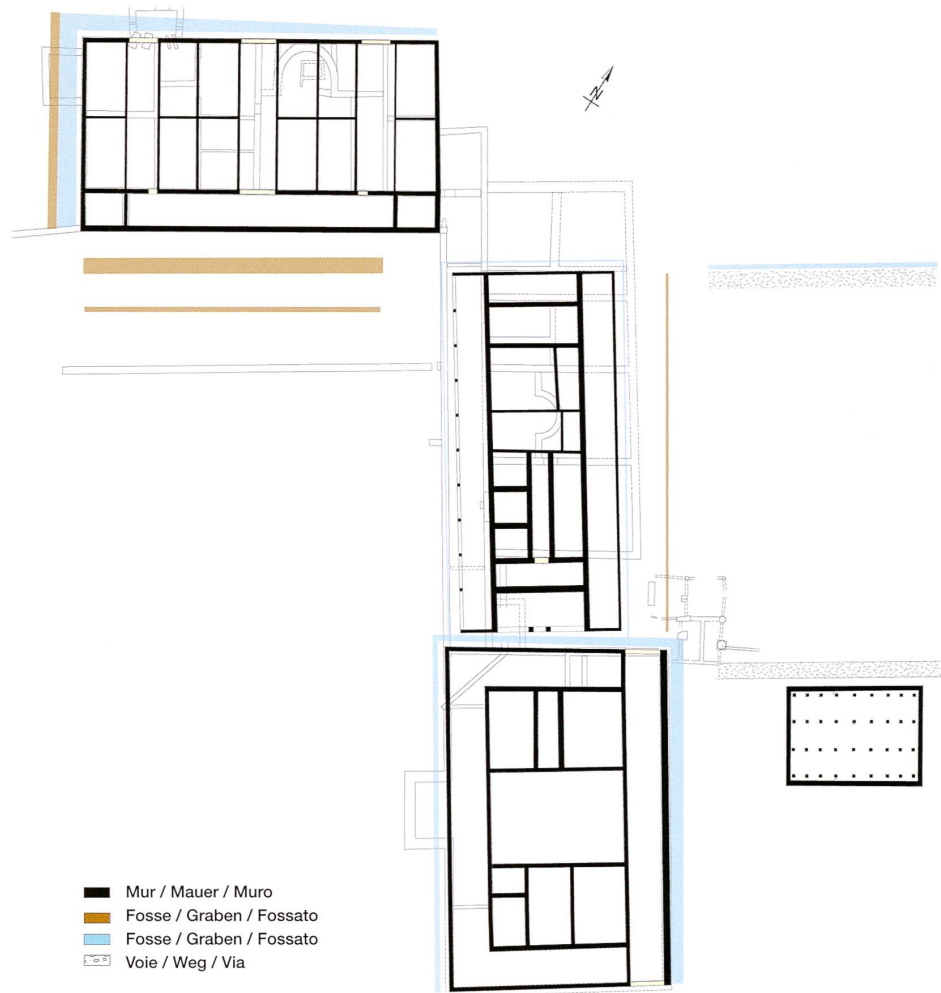 N
Mur / Mauer / Muro
Fosse / Graben / Fossato
Fosse / Graben / Fossato
Voie / Weg / Via